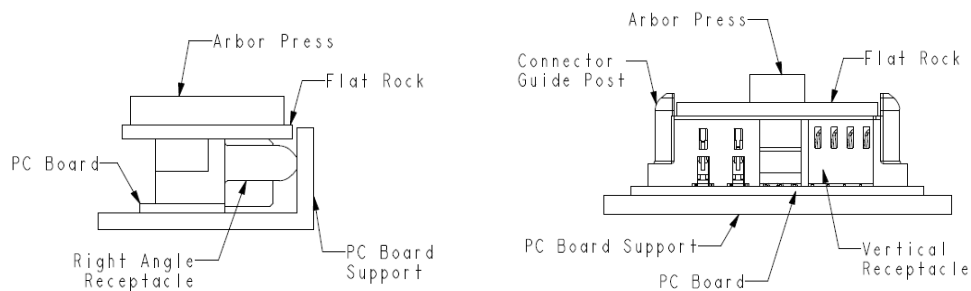 Arbor Press
Flat Rock
PC Board
Right Angle
Receptacle
PC Board
Support
Arbor Press
Connector
Guide Post
Flat Rock
PC Board Support
PC Board
Vertical
Receptacle